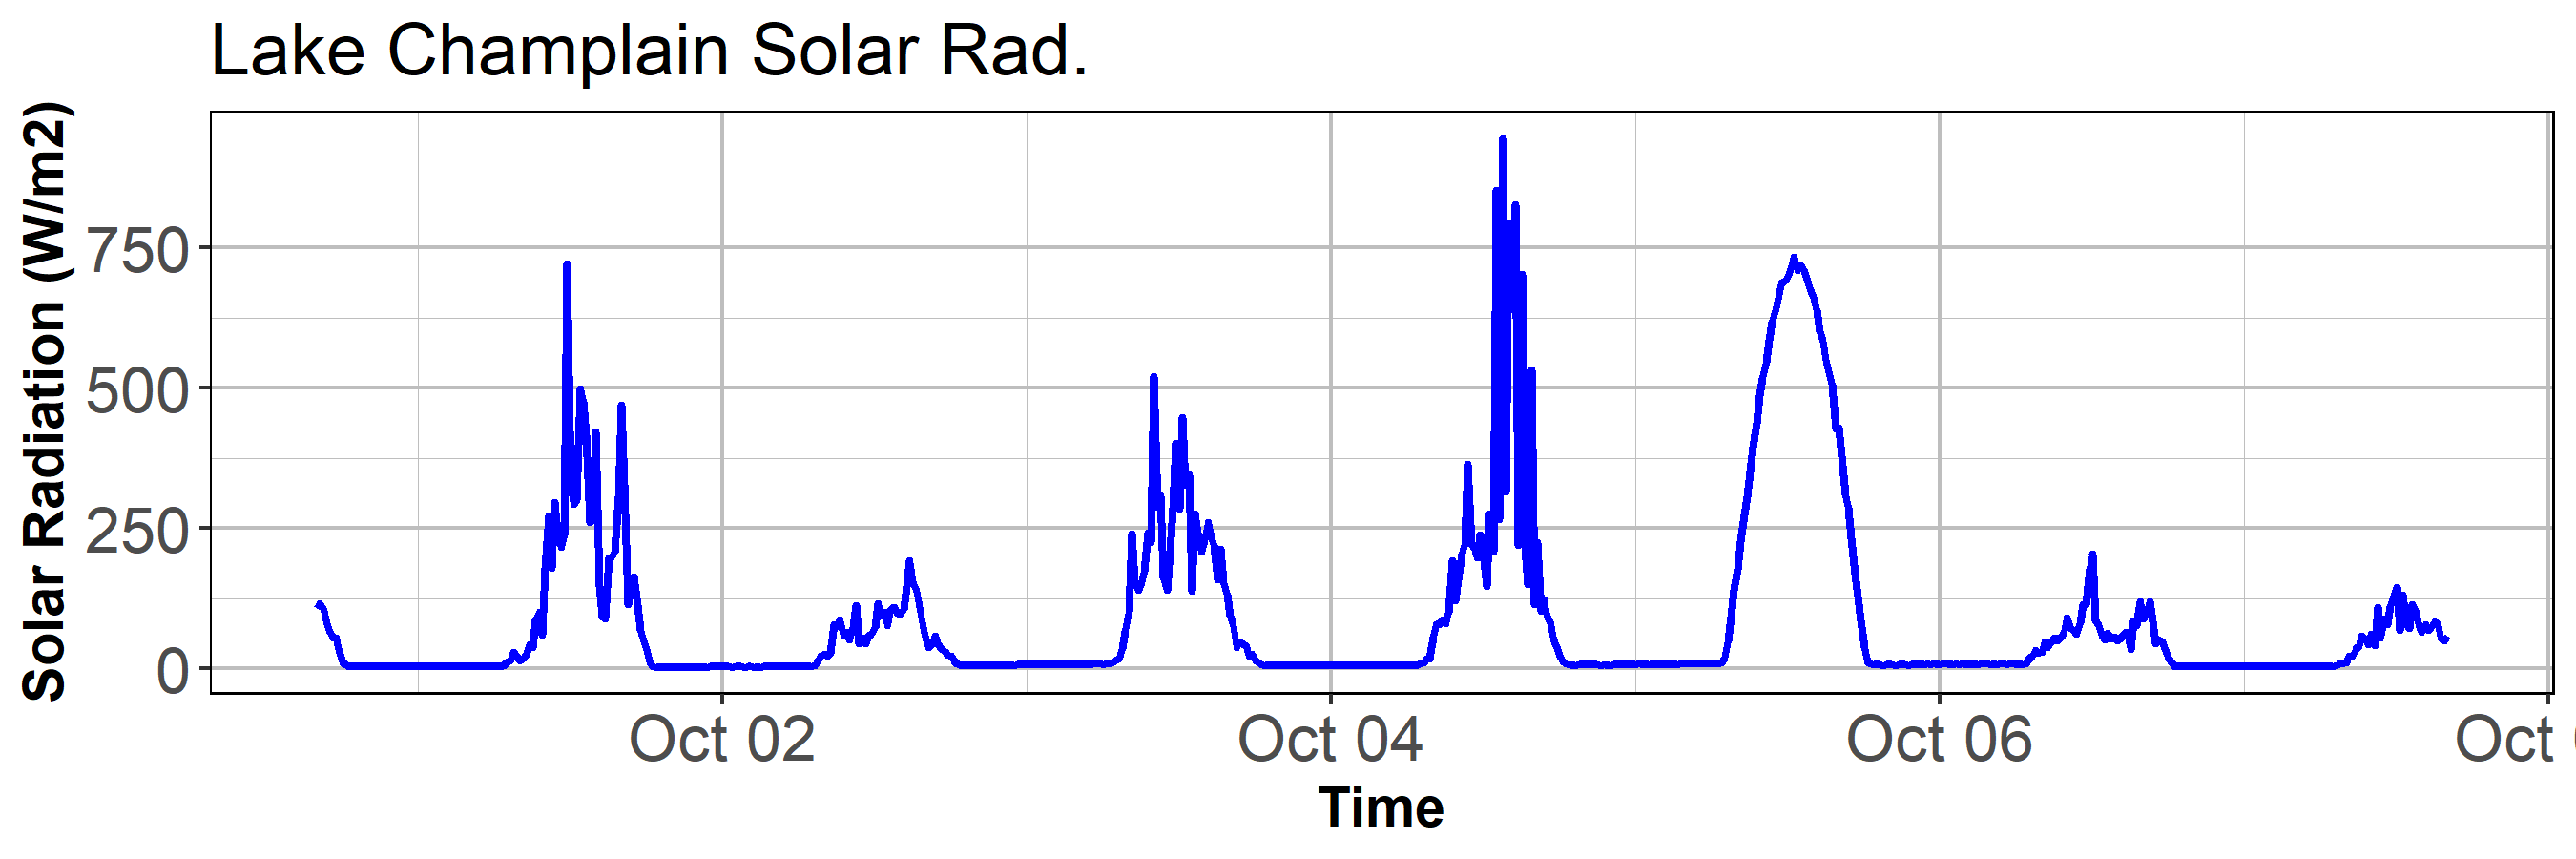 Lake Champlain Solar Rad.
Solar Radiation (W/m2)
750
500
250
0
Oct 02 Oct 04 Oct 06 Oct
Time